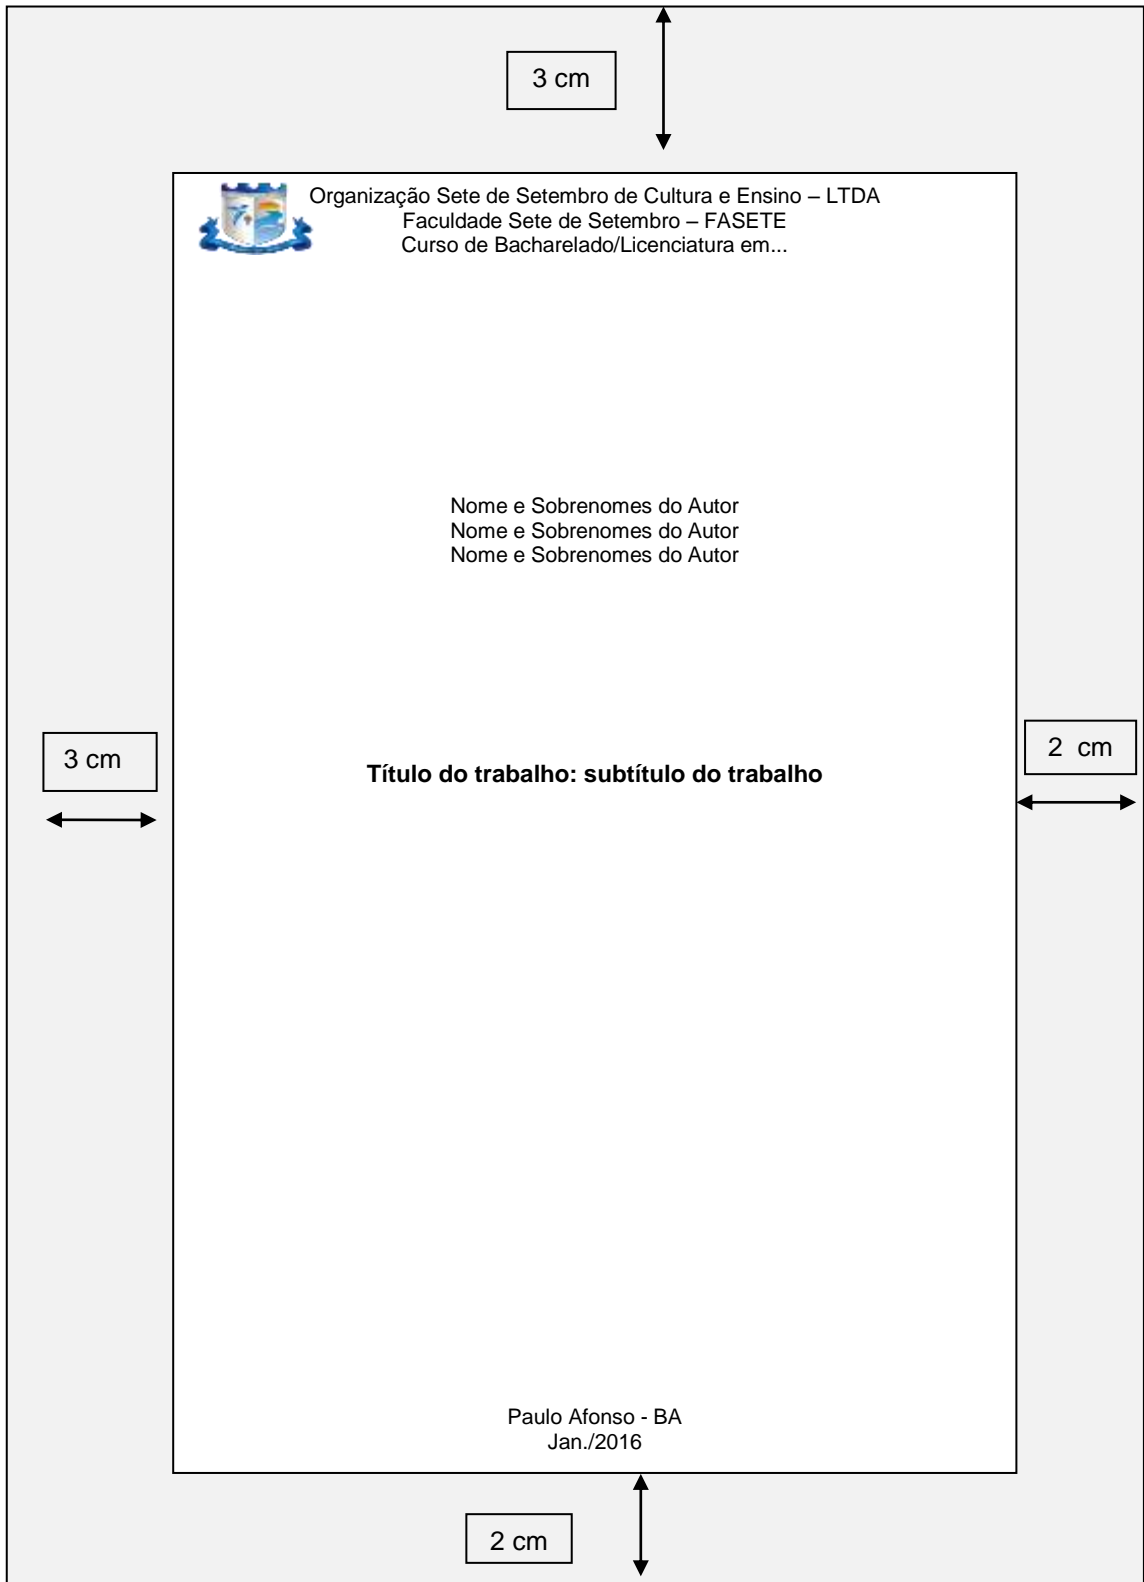 3 cm
Organização Sete de Setembro de Cultura e Ensino – LTDA
Faculdade Sete de Setembro – FASETE
Curso de Bacharelado/Licenciatura em...
Nome e Sobrenomes do Autor
Nome e Sobrenomes do Autor
Nome e Sobrenomes do Autor
3 cm
2 cm
Título do trabalho: subtítulo do trabalho
Paulo Afonso - BA
Jan./2016
2 cm